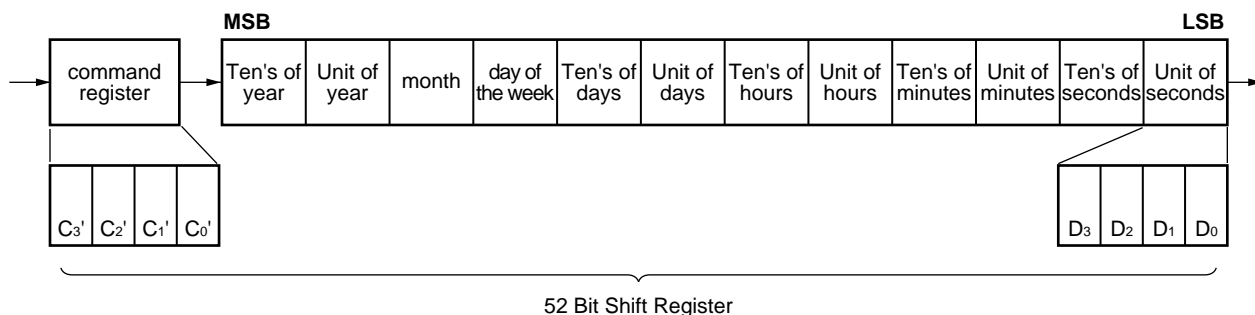 MSB
LSB
command
register
Ten's of
year
Unit of
year
month
day of
the week
Ten's of
days
Unit of
days
Ten's of
hours
Unit of
hours
Ten's of
minutes
Unit of
minutes
Ten's of
seconds
Unit of
seconds
C3' C2' C1' C0'
D3 D2 D1 D0
52 Bit Shift Register